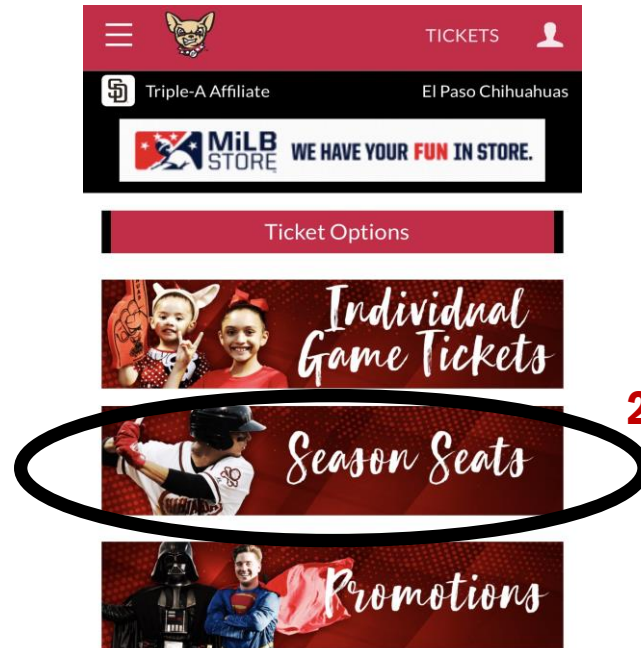 TICKETS
SD
Triple-A Affiliate
El Paso Chihuahuas
MiLB
STORE
WE HAVE YOUR FUN IN STORE.
Ticket Options
Individual
Game Tickets
2
Season Seats
Promotions